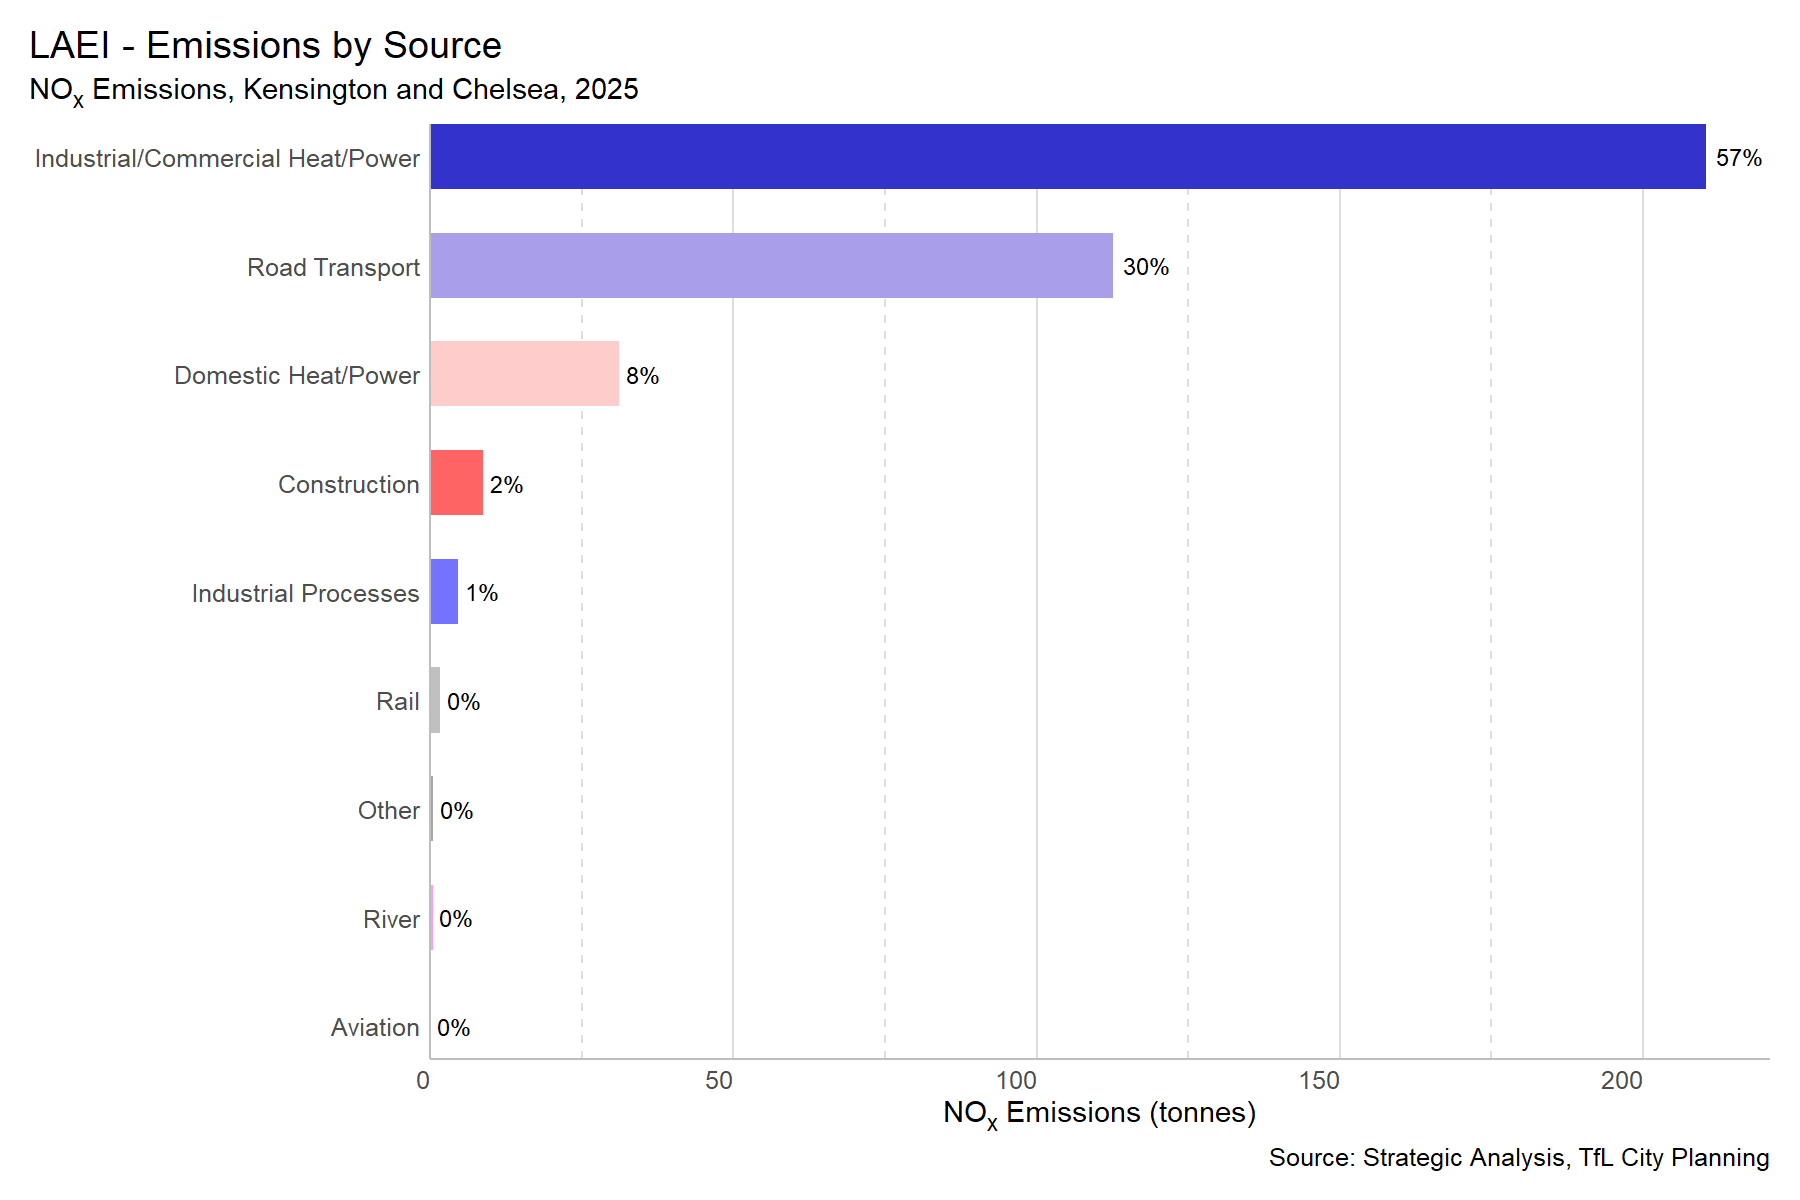 LAEI - Emissions by Source
NOx Emissions, Kensington and Chelsea, 2025
Industrial/Commercial Heat/Power 57%
Road Transport 30%
Domestic Heat/Power 8%
Construction 2%
Industrial Processes 1%
Rail 0%
Other 0%
River 0%
Aviation 0%
0 50 100 150 200
NOx Emissions (tonnes)
Source: Strategic Analysis, TfL City Planning